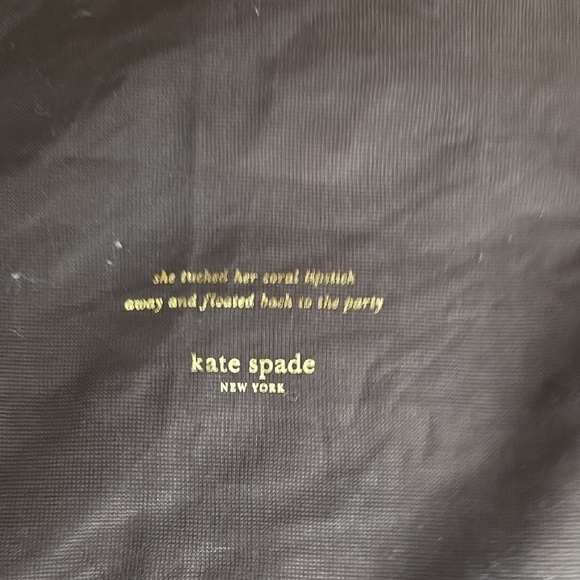 she tucked her coral lipstick
away and floated back to the party
kate spade
NEW YORK